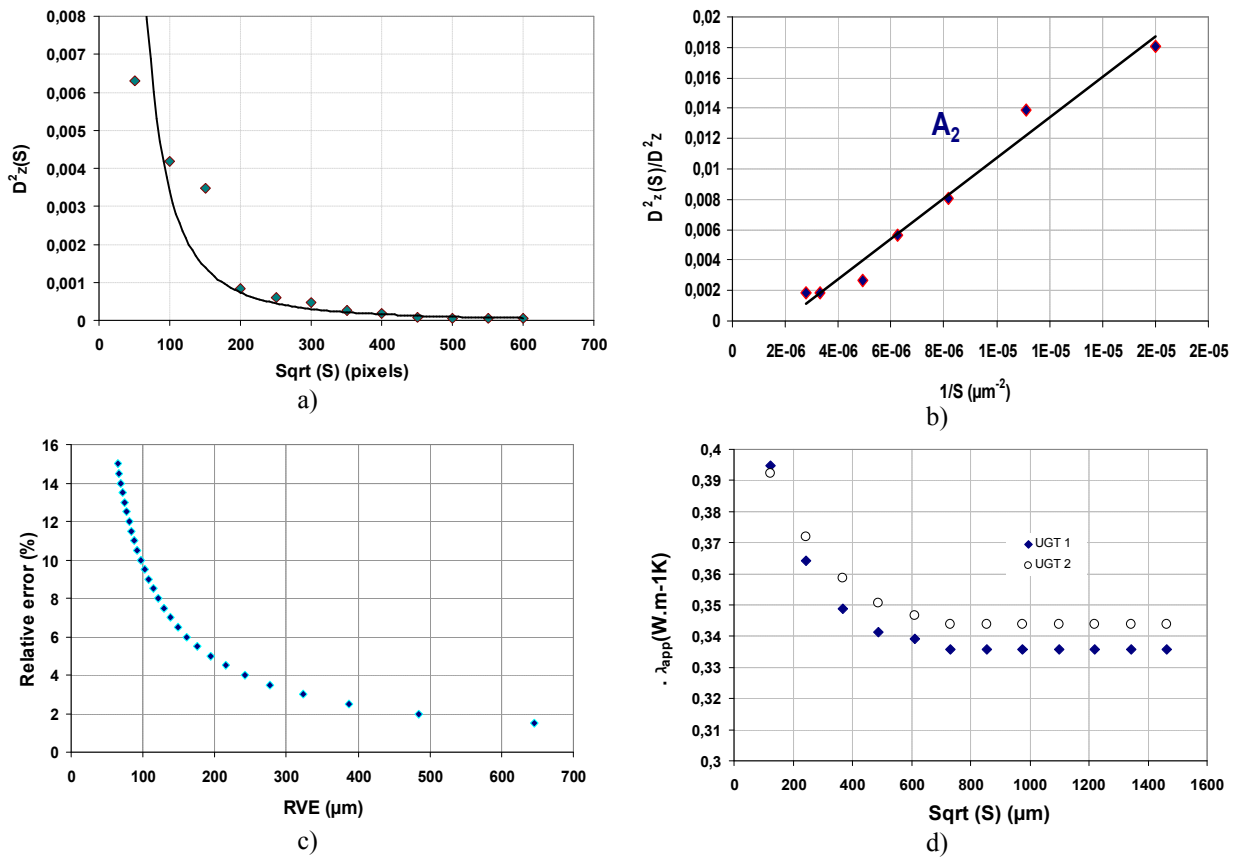 0,008
0,007
0,006
0,005
0,004
0,003
0,002
0,001
0
D²z(S)
0 100 200 300 400 500 600 700
Sqrt (S) (pixels)
a)
0,02
0,018
0,016
0,014
0,012
0,01
0,008
0,006
0,004
0,002
0
D²z(S)/D²z
A₂
0 2E-06 4E-06 6E-06 8E-06 1E-05 1E-05 1E-05 2E-05 2E-05
1/S (µm⁻²)
b)
16
14
12
10
8
6
4
2
0
Relative error (%)
0 100 200 300 400 500 600 700
RVE (µm)
c)
0,4
0,39
0,38
0,37
0,36
0,35
0,34
0,33
0,32
0,31
0,3
. λapp(W.m-1K)
UGT 1
UGT 2
0 200 400 600 800 1000 1200 1400 1600
Sqrt (S) (µm)
d)